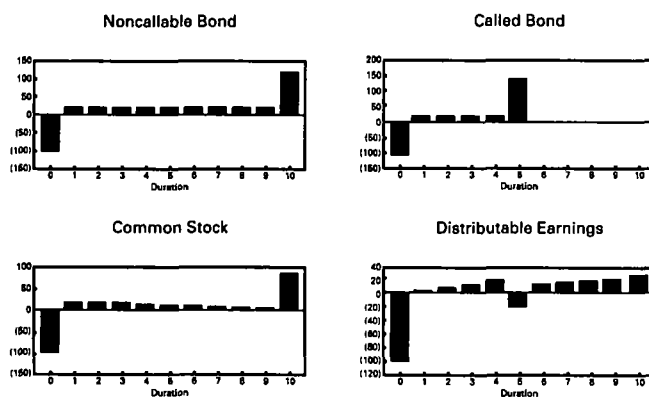 Noncallable Bond
150
100
50
0
(50)
(100)
(150)
0 1 2 3 4 5 6 7 8 9 10
Duration
Called Bond
200
150
100
50
0
(50)
(100)
(150)
0 1 2 3 4 5 6 7 8 9 10
Duration
Common Stock
100
50
0
(50)
(100)
(150)
0 1 2 3 4 5 6 7 8 9 10
Duration
Distributable Earnings
40
20
0
(20)
(40)
(60)
(80)
(100)
(120)
0 1 2 3 4 5 6 7 8 9 10
Duration